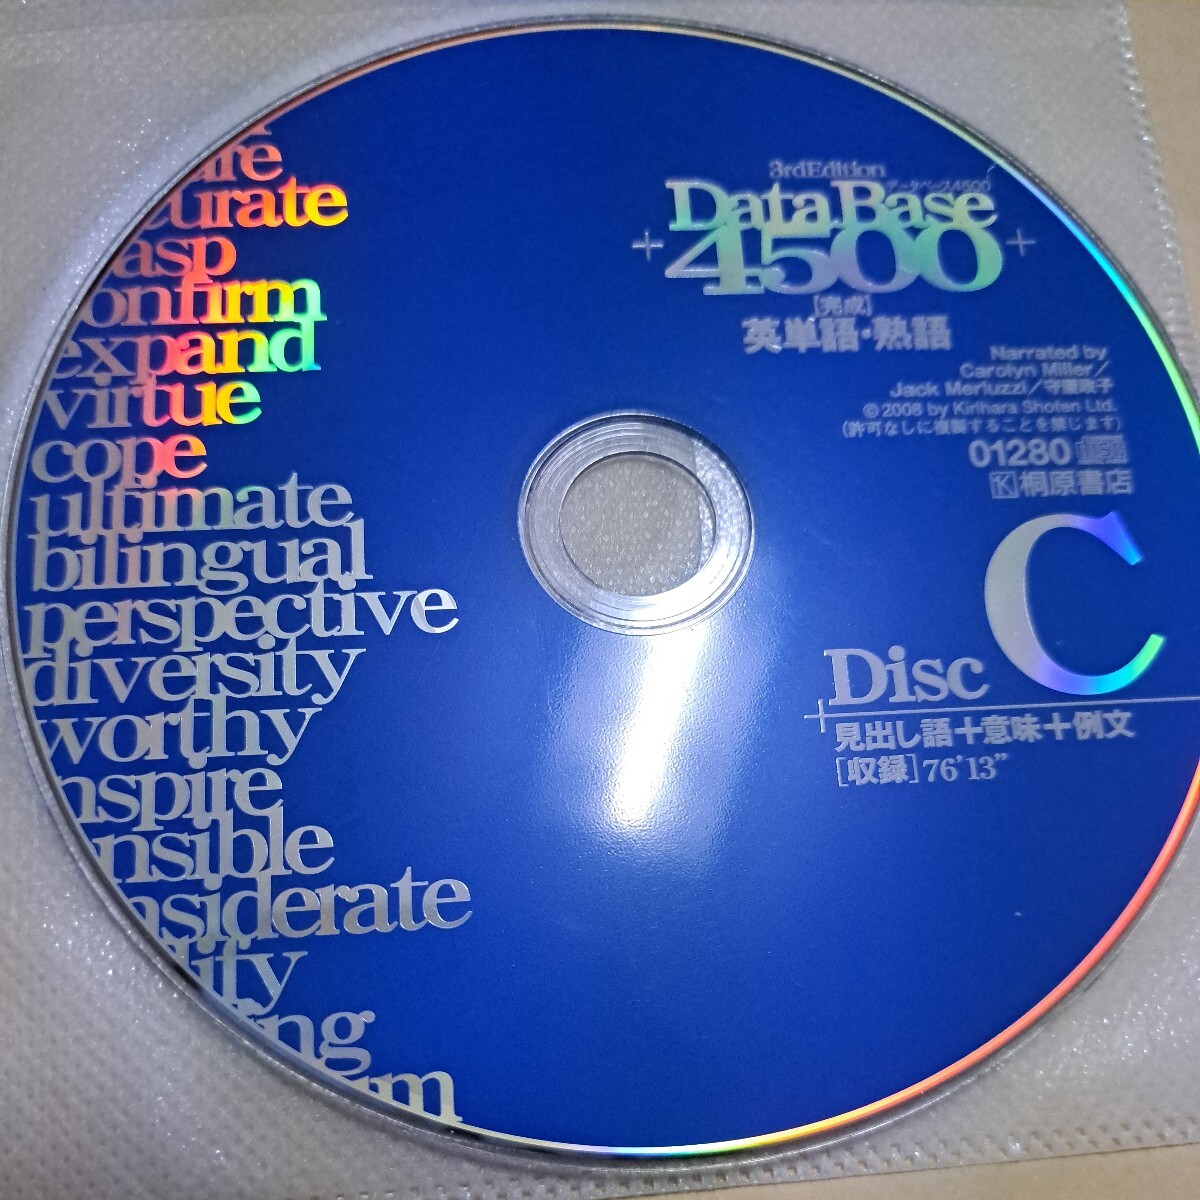 3rdEdition
データベース4500
DataBase
4500
[完成]
英単語・熟語
Narrated by
Carolyn Miller／
Jack Merluzzi／守屋政子
©2008 by Kirihara Shoten Ltd.
(許可なしに複製することを禁じます)
01280
K 桐原書店
Disc C
見出し語＋意味＋例文
[収録]76'13"
urate
asp
onfirm
expand
virtue
cope
ultimate
bilingual
perspective
diversity
worthy
nspire
nsible
nsiderate
lify
ing
um